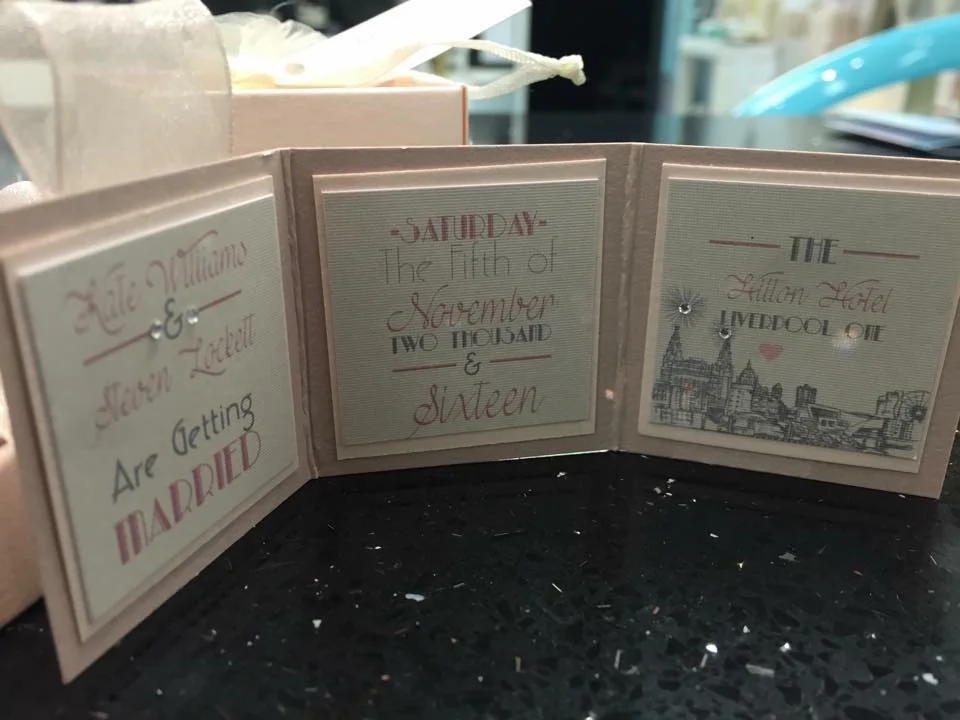 Kate Williams
&
Steven Lockett
Are Getting
MARRIED
-SATURDAY-
The Fifth of
November
TWO THOUSAND
&
Sixteen
THE
Hilton Hotel
LIVERPOOL ONE